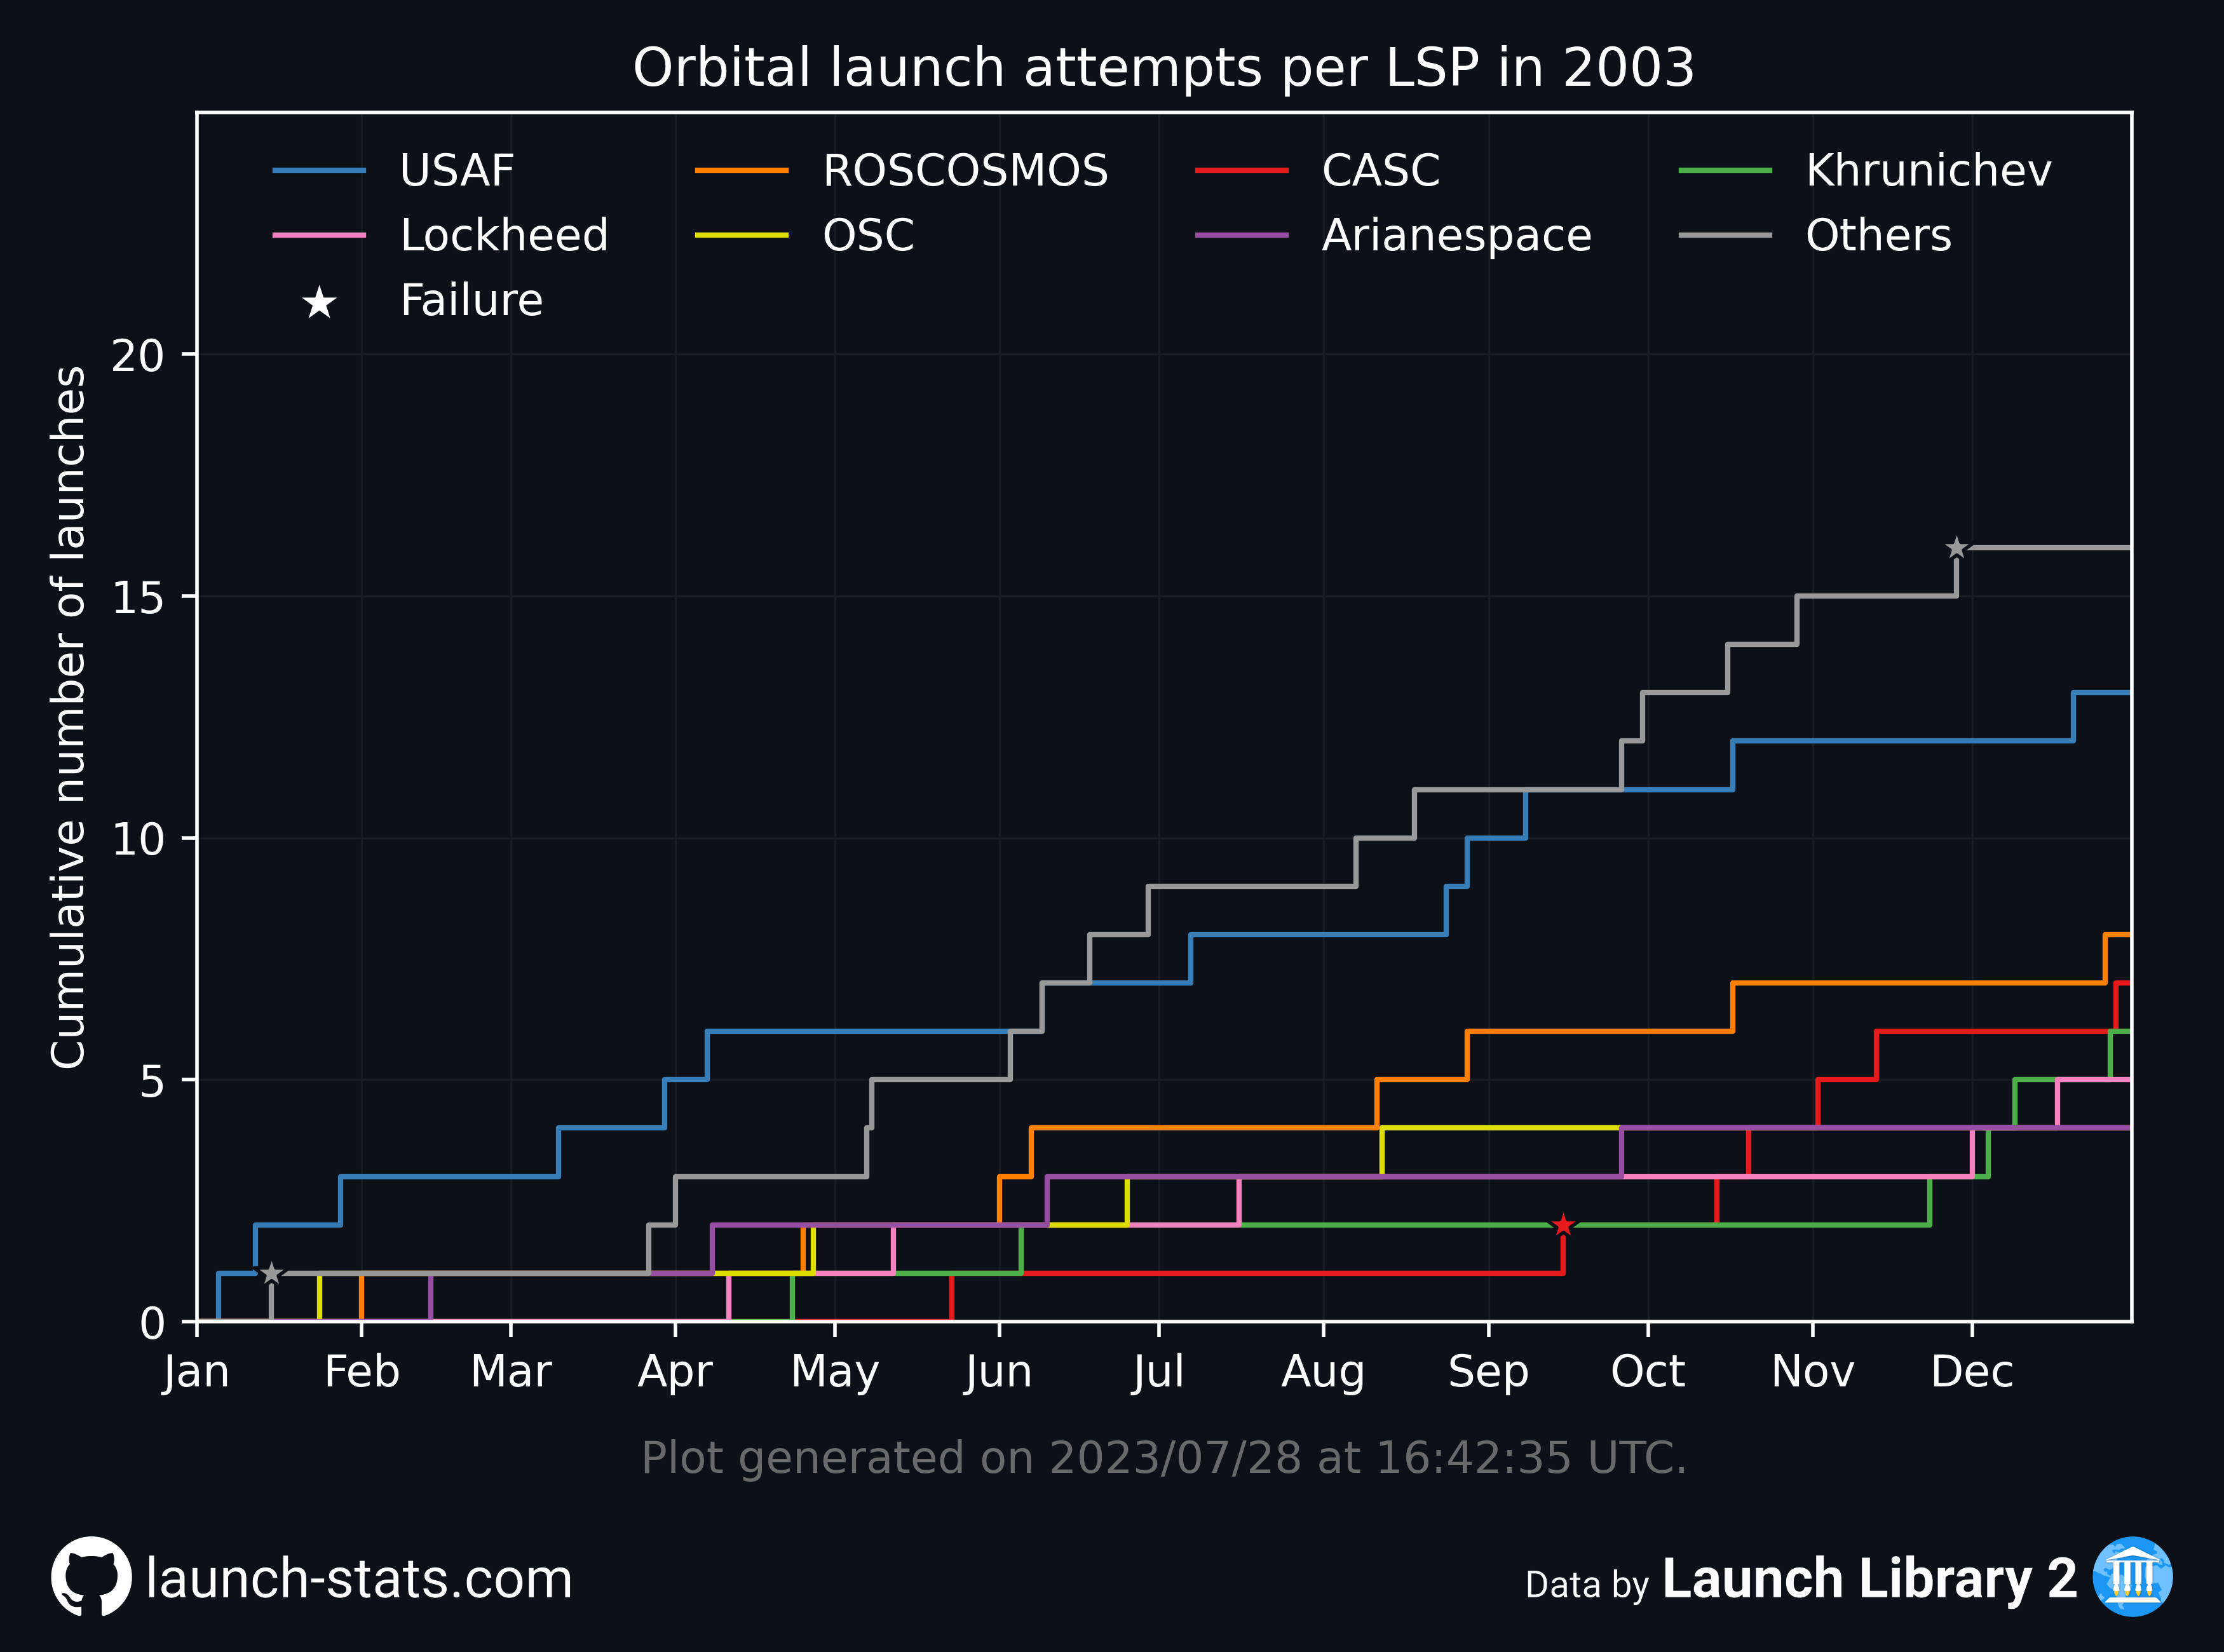 Orbital launch attempts per LSP in 2003
USAF ROSCOSMOS CASC Khrunichev
Lockheed OSC Arianespace Others
Failure
Cumulative number of launches
20
15
10
5
0
Jan Feb Mar Apr May Jun Jul Aug Sep Oct Nov Dec
Plot generated on 2023/07/28 at 16:42:35 UTC.
launch-stats.com
Data by Launch Library 2